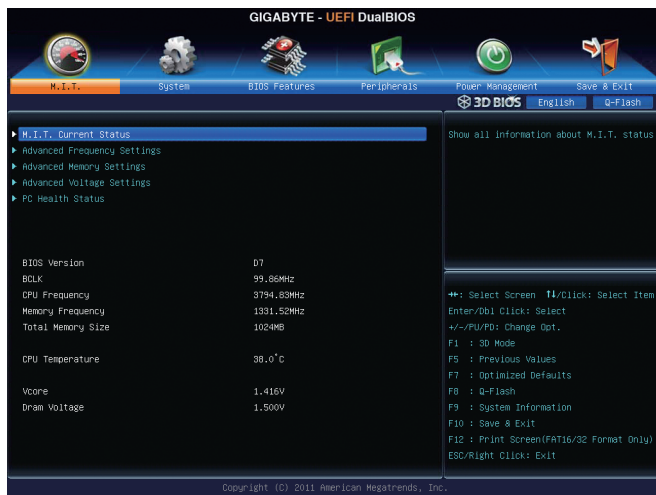 GIGABYTE - UEFI DualBIOS
M.I.T. System BIOS Features Peripherals Power Management Save & Exit
3D BIOS English Q-Flash
M.I.T. Current Status
Advanced Frequency Settings
Advanced Memory Settings
Advanced Voltage Settings
PC Health Status
Show all information about M.I.T. status
BIOS Version D7
BCLK 99.86MHz
CPU Frequency 3794.83MHz
Memory Frequency 1331.52MHz
Total Memory Size 1024MB
CPU Temperature 38.0°C
Vcore 1.416V
Dram Voltage 1.500V
→←: Select Screen ↑↓/Click: Select Item
Enter/Dbl Click: Select
+/-/PU/PD: Change Opt.
F1 : 3D Mode
F5 : Previous Values
F7 : Optimized Defaults
F8 : Q-Flash
F9 : System Information
F10 : Save & Exit
F12 : Print Screen(FAT16/32 Format Only)
ESC/Right Click: Exit
Copyright (C) 2011 American Megatrends, Inc.